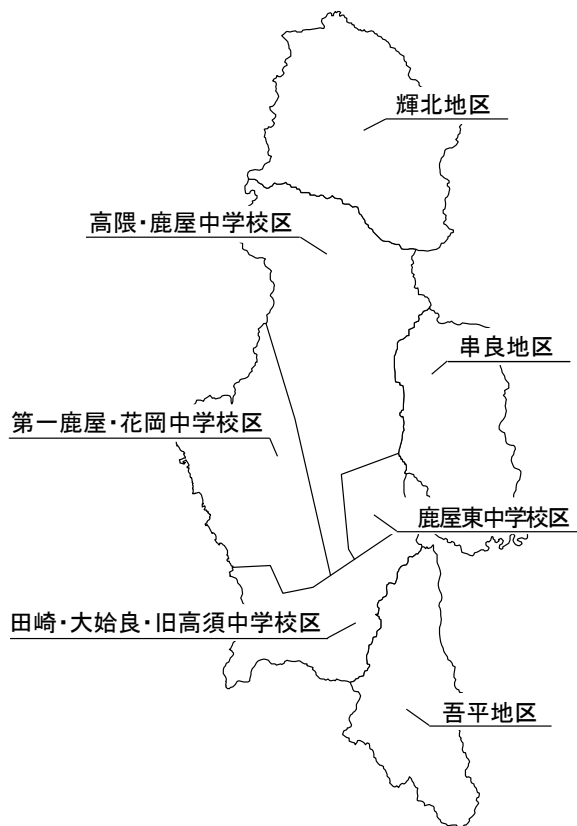 輝北地区
高隈・鹿屋中学校区
串良地区
第一鹿屋・花岡中学校区
鹿屋東中学校区
田崎・大姶良・旧高須中学校区
吾平地区